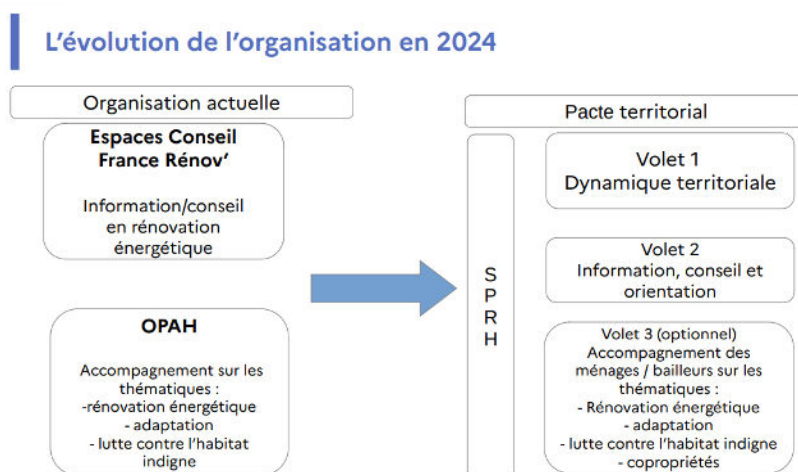 L'évolution de l'organisation en 2024
Organisation actuelle
Espaces Conseil
France Rénov'
Information/conseil
en rénovation
énergétique
OPAH
Accompagnement sur les
thématiques :
-rénovation énergétique
- adaptation
- lutte contre l'habitat
indigne
Pacte territorial
S
P
R
H
Volet 1
Dynamique territoriale
Volet 2
Information, conseil et
orientation
Volet 3 (optionnel)
Accompagnement des
ménages / bailleurs sur les
thématiques :
- Rénovation énergétique
- adaptation
- lutte contre l'habitat indigne
- copropriétés